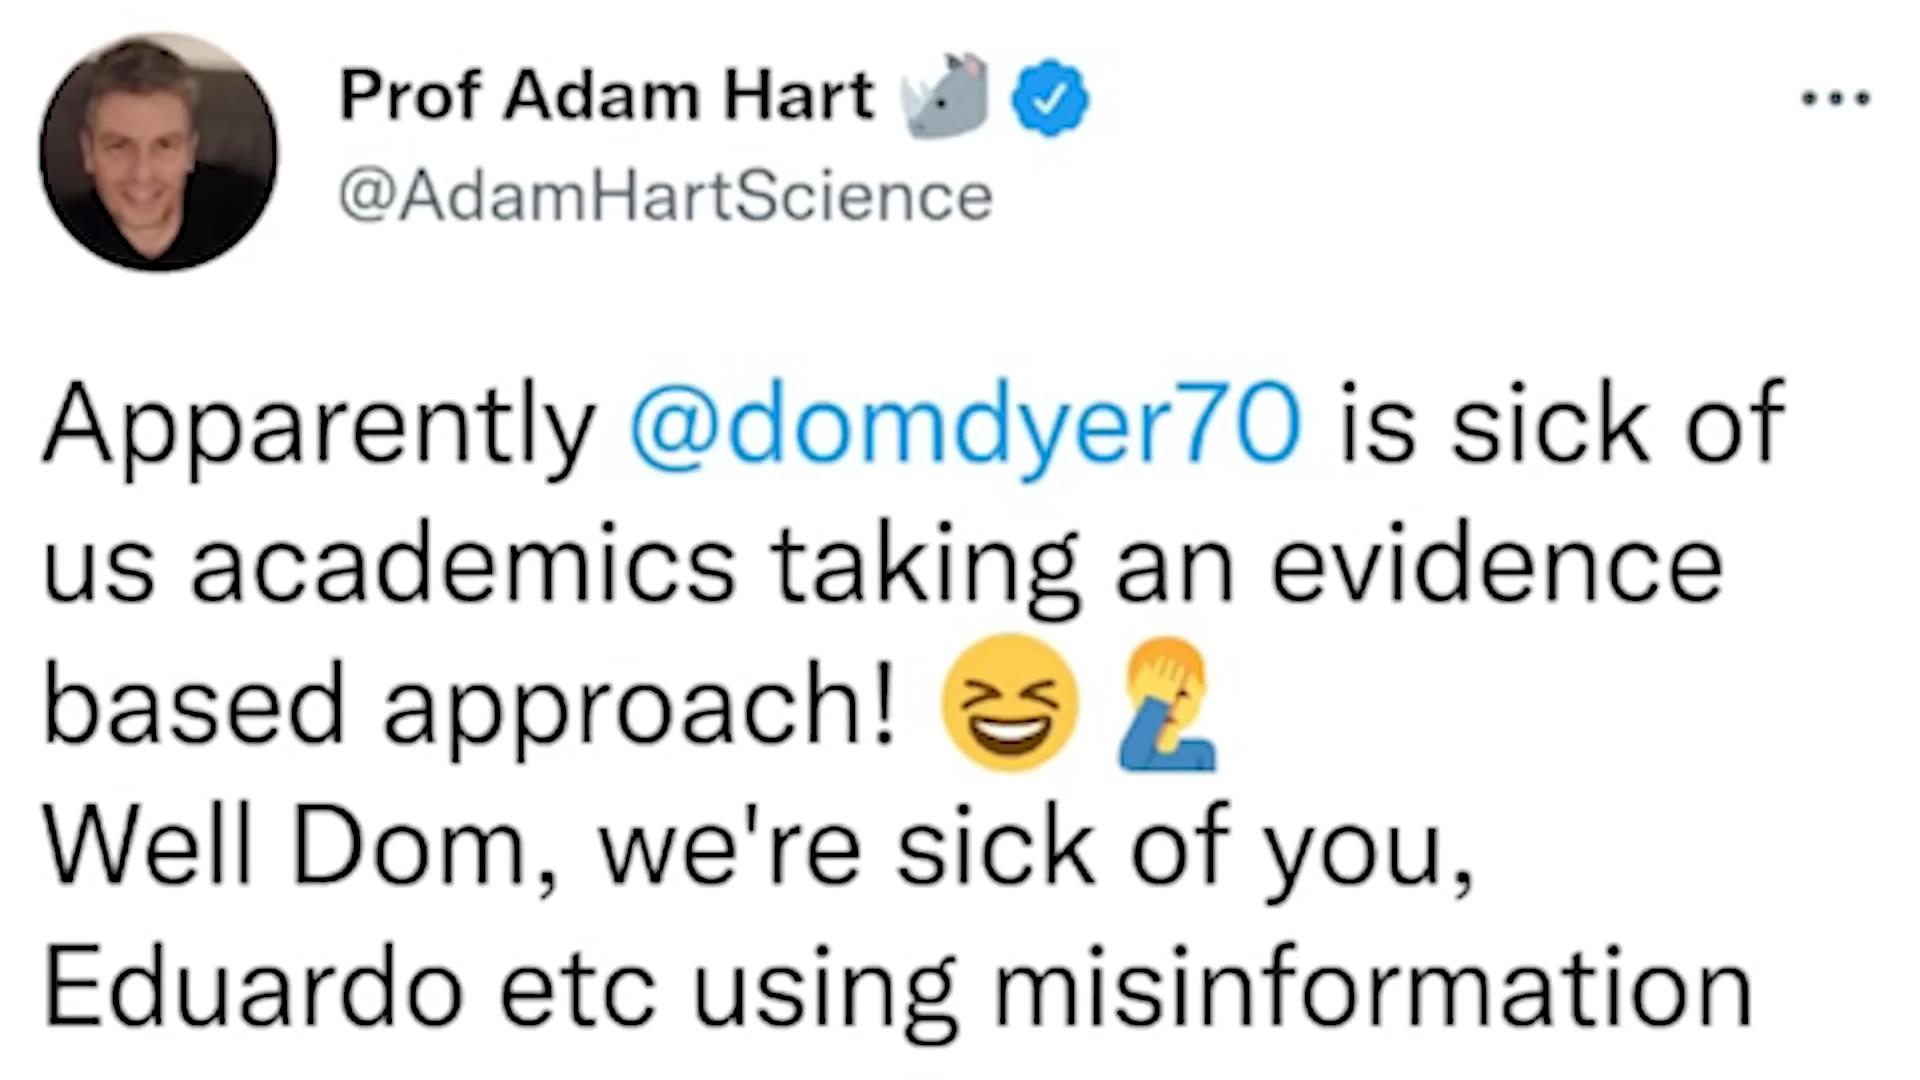 Prof Adam Hart 🦏
@AdamHartScience
Apparently @domdyer70 is sick of
us academics taking an evidence
based approach! 😆 🤦‍♂️
Well Dom, we're sick of you,
Eduardo etc using misinformation